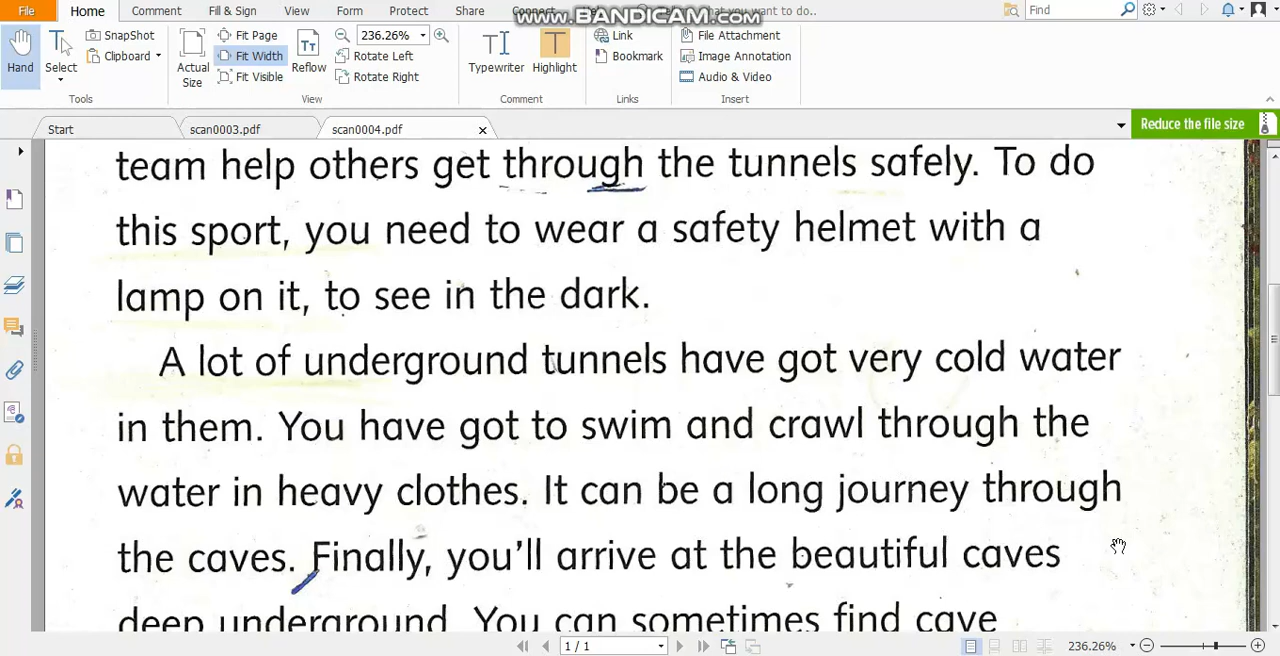 File Home Comment Fill & Sign View Form Protect Share you want to do.. Find
www.BANDICAM.com
Hand Select SnapShot Clipboard Actual Size Fit Page Fit Width Fit Visible Reflow 236.26% Rotate Left Rotate Right Typewriter Highlight Link Bookmark File Attachment Image Annotation Audio & Video
Tools View Comment Links Insert
Start scan0003.pdf scan0004.pdf Reduce the file size
team help others get through the tunnels safely. To do
this sport, you need to wear a safety helmet with a
lamp on it, to see in the dark.
A lot of underground tunnels have got very cold water
in them. You have got to swim and crawl through the
water in heavy clothes. It can be a long journey through
the caves. Finally, you'll arrive at the beautiful caves
deep underground. You can sometimes find cave
1 / 1 236.26%